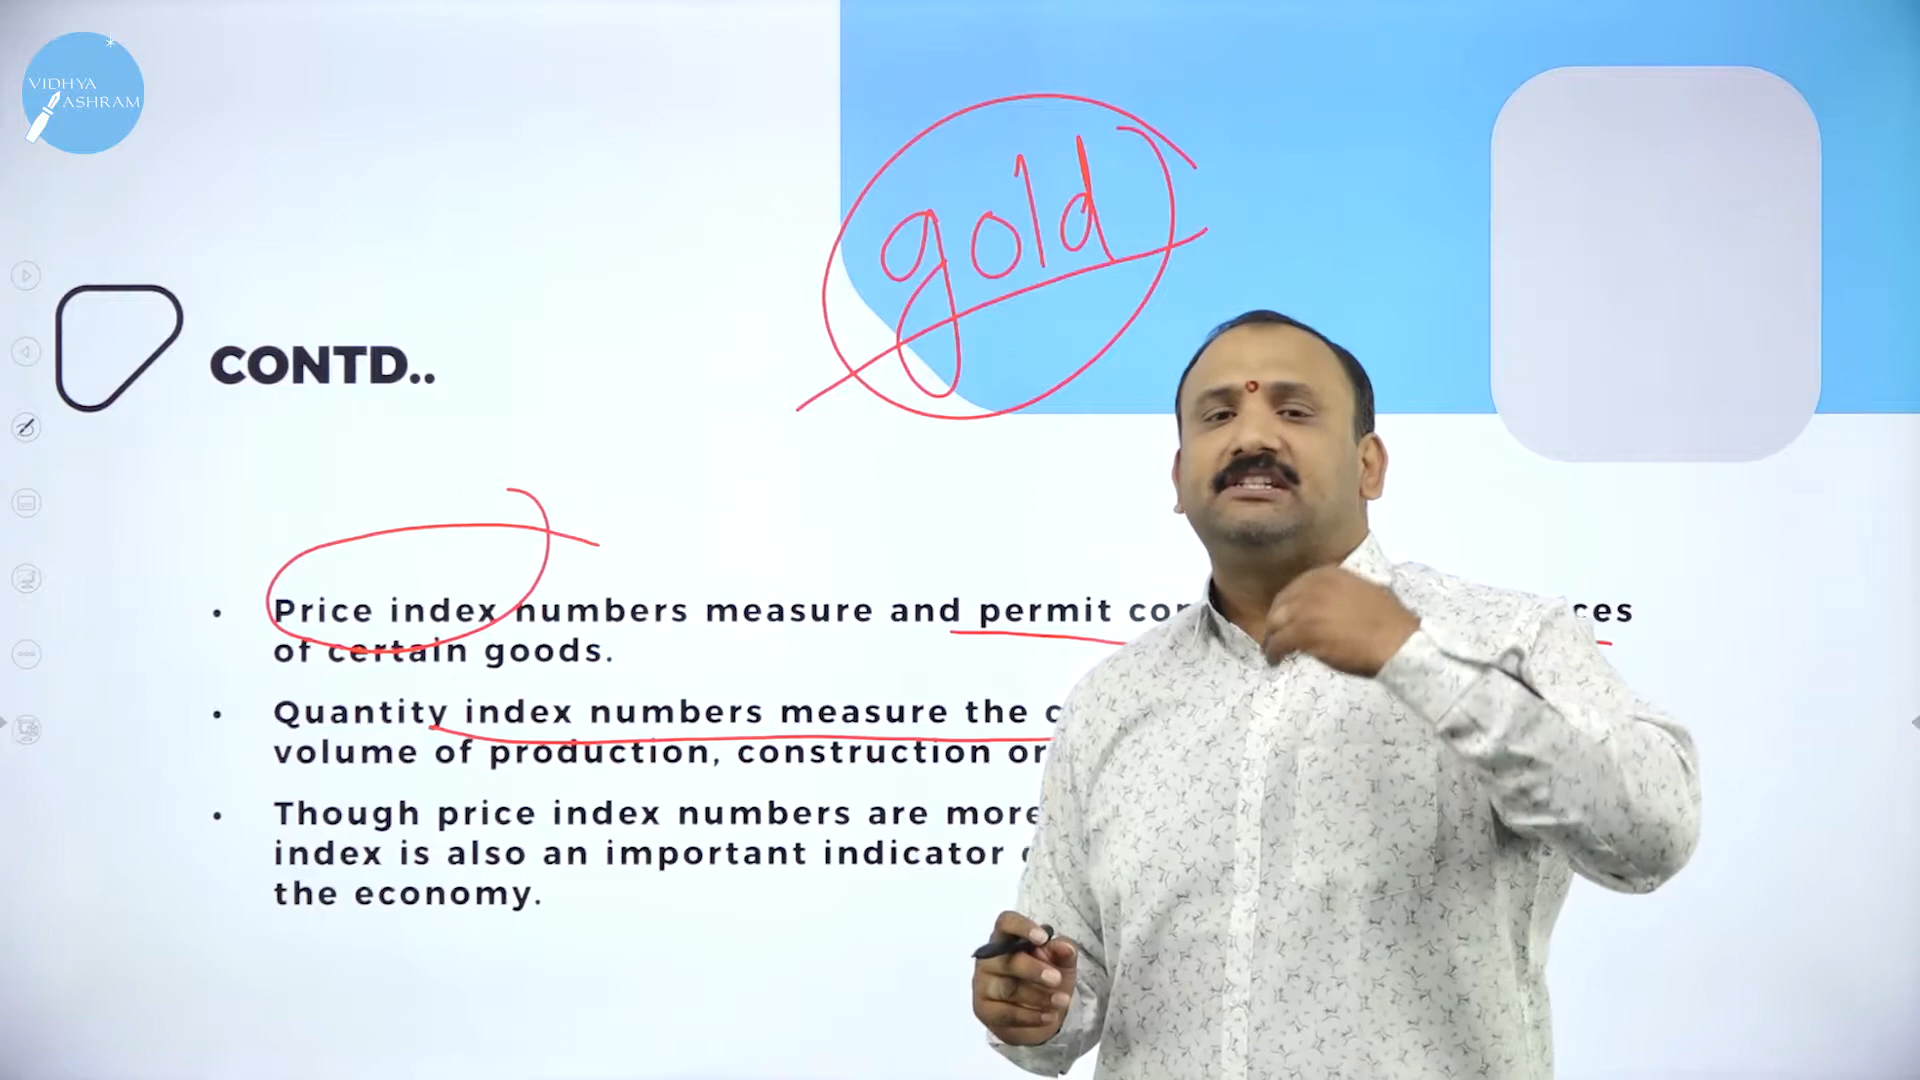 VIDHYA
ASHRAM
gold
CONTD..
• Price index numbers measure and permit ces
of certain goods.
• Quantity index numbers measure the
volume of production, construction or
• Though price index numbers are more
index is also an important indicator
the economy.